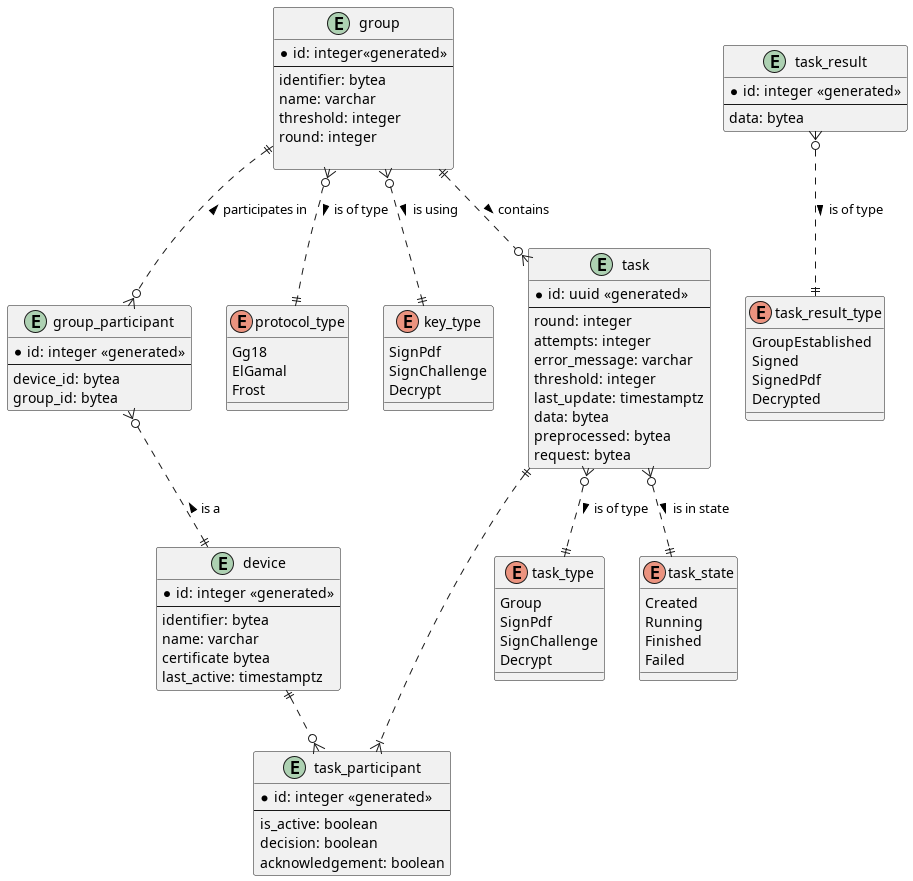 E group
* id: integer«generated»
identifier: bytea
name: varchar
threshold: integer
round: integer
E task_result
* id: integer «generated»
data: bytea
participates in
is of type
is using
contains
is of type
E group_participant
* id: integer «generated»
device_id: bytea
group_id: bytea
E protocol_type
Gg18
ElGamal
Frost
E key_type
SignPdf
SignChallenge
Decrypt
E task
* id: uuid «generated»
round: integer
attempts: integer
error_message: varchar
threshold: integer
last_update: timestamptz
data: bytea
preprocessed: bytea
request: bytea
E task_result_type
GroupEstablished
Signed
SignedPdf
Decrypted
is a
is of type
is in state
E device
* id: integer «generated»
identifier: bytea
name: varchar
certificate bytea
last_active: timestamptz
E task_type
Group
SignPdf
SignChallenge
Decrypt
E task_state
Created
Running
Finished
Failed
E task_participant
* id: integer «generated»
is_active: boolean
decision: boolean
acknowledgement: boolean